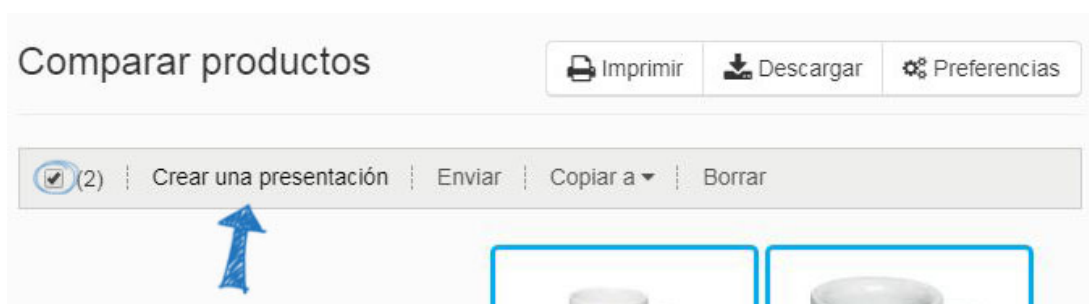 Comparar productos
Imprimir
Descargar
Preferencias
(2) Crear una presentación Enviar Copiar a Borrar